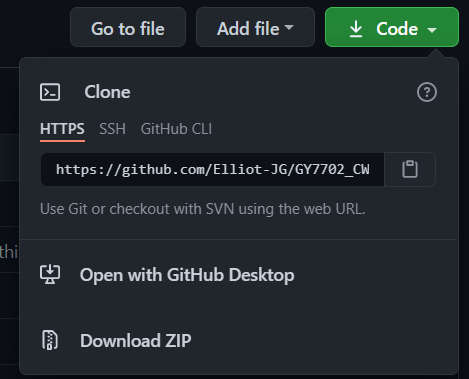 Go to file
Add file
Code
Clone
HTTPS SSH GitHub CLI
https://github.com/Elliot-JG/GY7702_CW
Use Git or checkout with SVN using the web URL.
thi
Open with GitHub Desktop
Download ZIP